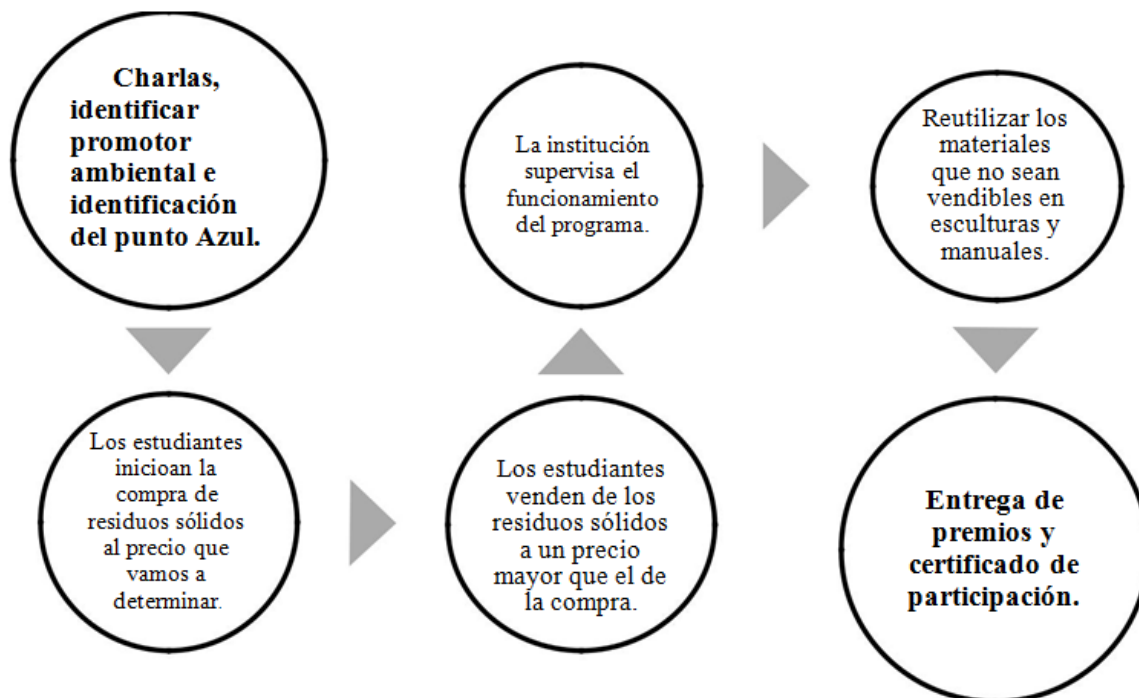 Charlas,
identificar
promotor
ambiental e
identificación
del punto Azul.
Los estudiantes
inicioan la
compra de
residuos sólidos
al precio que
vamos a
determinar.
Los estudiantes
venden de los
residuos sólidos
a un precio
mayor que el de
la compra.
La institución
supervisa el
funcionamiento
del programa.
Reutilizar los
materiales
que no sean
vendibles en
esculturas y
manuales.
Entrega de
premios y
certificado de
participación.